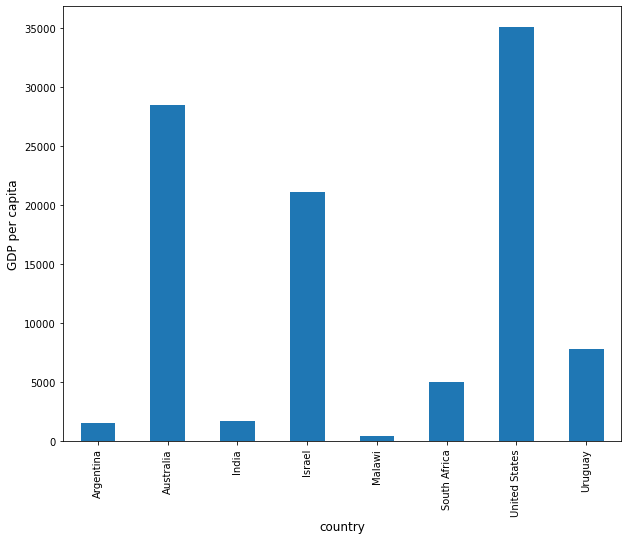 GDP per capita
35000
30000
25000
20000
15000
10000
5000
0
Argentina
Australia
India
Israel
Malawi
South Africa
United States
Uruguay
country